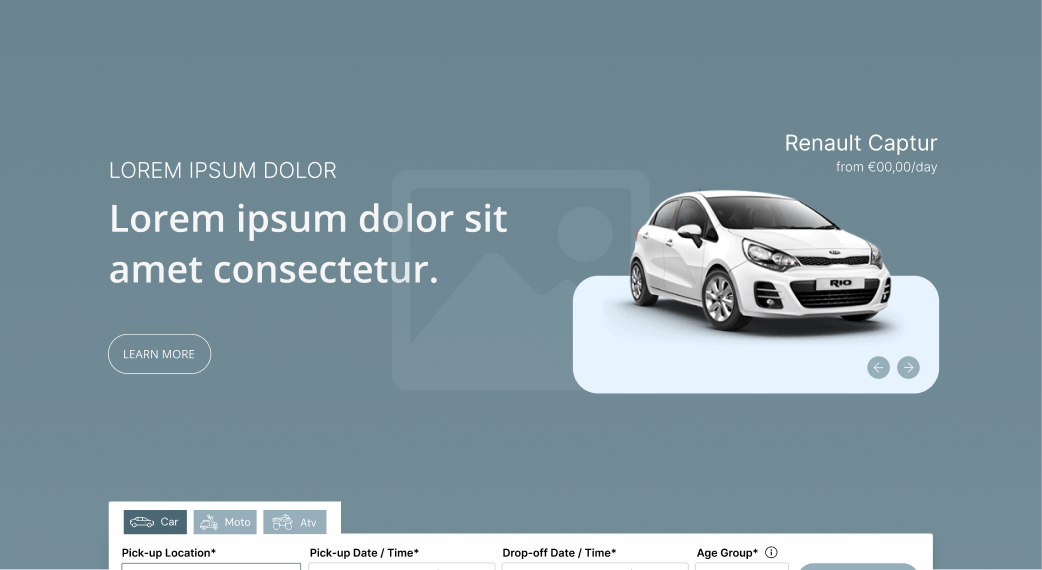 Renault Captur
from €00,00/day
LOREM IPSUM DOLOR
Lorem ipsum dolor sit
amet consectetur.
RIO
LEARN MORE
Car
Moto
Atv
Pick-up Location*
Pick-up Date / Time*
Drop-off Date / Time*
Age Group*